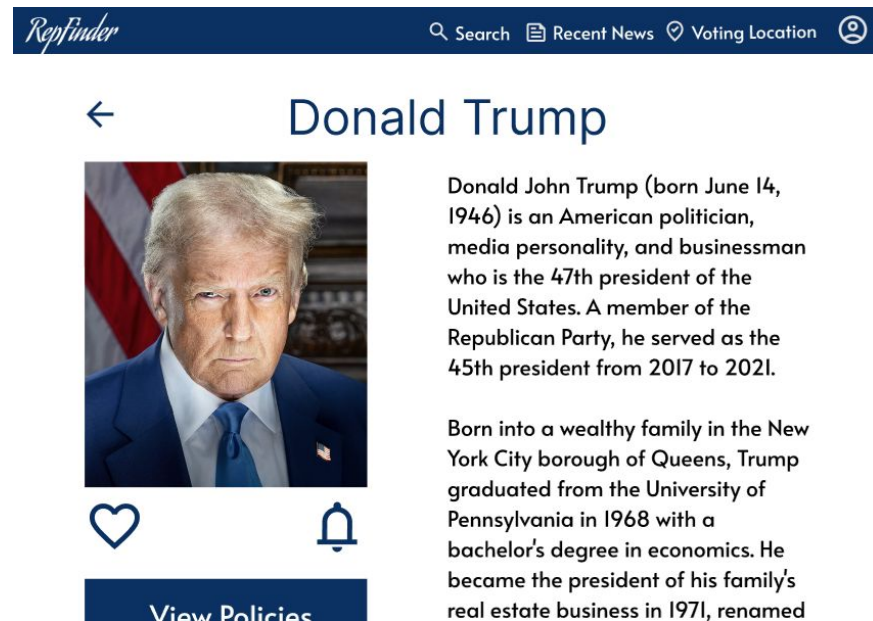 RepFinder
Search Recent News Voting Location
Donald Trump
Donald John Trump (born June 14,
1946) is an American politician,
media personality, and businessman
who is the 47th president of the
United States. A member of the
Republican Party, he served as the
45th president from 2017 to 2021.
Born into a wealthy family in the New
York City borough of Queens, Trump
graduated from the University of
Pennsylvania in 1968 with a
bachelor's degree in economics. He
became the president of his family's
real estate business in 1971, renamed
View Policies